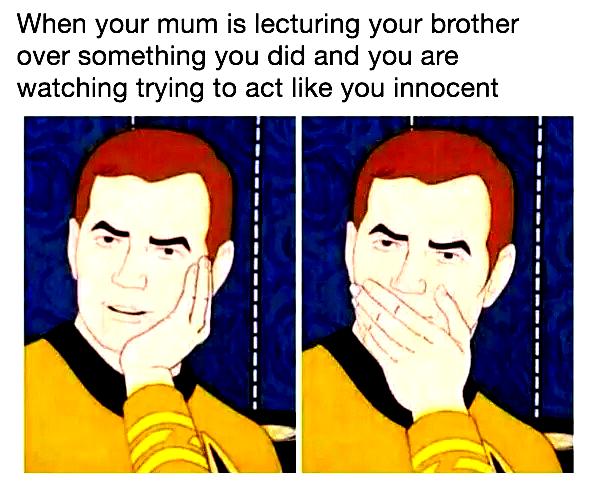 When your mum is lecturing your brother
over something you did and you are
watching trying to act like you innocent